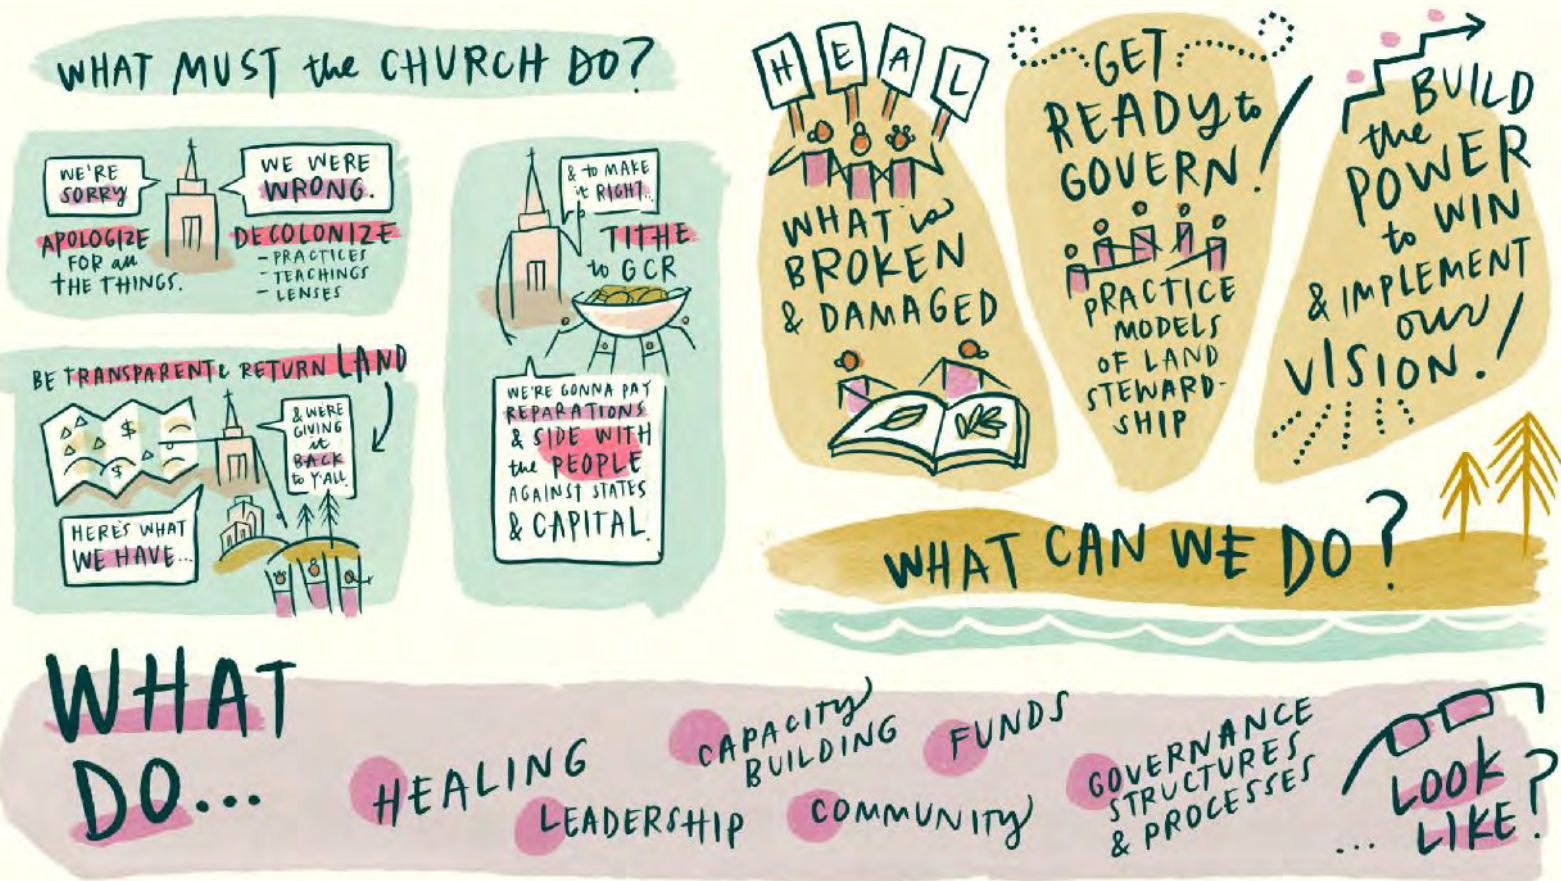 WHAT MUST the CHURCH DO?
WE'RE
SORRY
WE WERE
WRONG.
APOLOGIZE
FOR all
THE THINGS.
DECOLONIZE
- PRACTICES
- TEACHINGS
- LENSES
& to MAKE
it RIGHT...
TITHE
to GCR
WE'RE GONNA PAY
REPARATIONS
& SIDE WITH
the PEOPLE
AGAINST STATES
& CAPITAL.
BE TRANSPARENT & RETURN LAND
$
$
& WE'RE
GIVING
it
BACK
to Y'ALL.
HERE'S WHAT
WE HAVE...
H E A L
WHAT is
BROKEN
& DAMAGED
GET
READY to
GOVERN!
PRACTICE
MODELS
OF LAND
STEWARD-
SHIP
BUILD
the
POWER
to WIN
& IMPLEMENT
our
VISION!
WHAT CAN WE DO?
WHAT
DO...
HEALING
LEADERSHIP
CAPACITY
BUILDING
COMMUNITY
FUNDS
GOVERNANCE
STRUCTURES
& PROCESSES
... LOOK
LIKE?